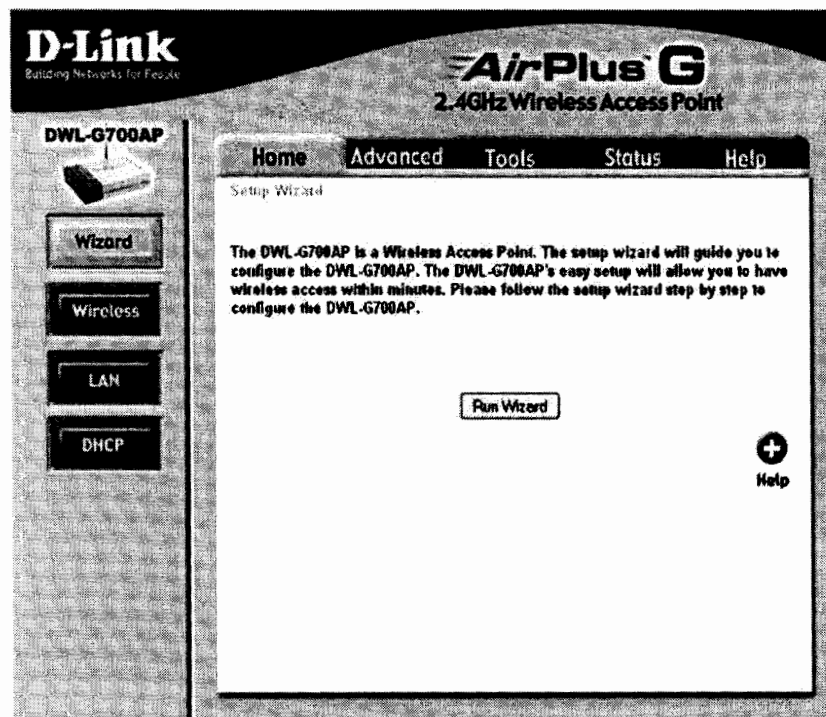 D-Link
Building Networks for People
AirPlus G
2.4GHz Wireless Access Point
DWL-G700AP
Home Advanced Tools Status Help
Setup Wizard
Wizard
The DWL-G700AP is a Wireless Access Point. The setup wizard will guide you to
configure the DWL-G700AP. The DWL-G700AP's easy setup will allow you to have
wireless access within minutes. Please follow the setup wizard step by step to
configure the DWL-G700AP.
Wireless
LAN
Run Wizard
DHCP
Help